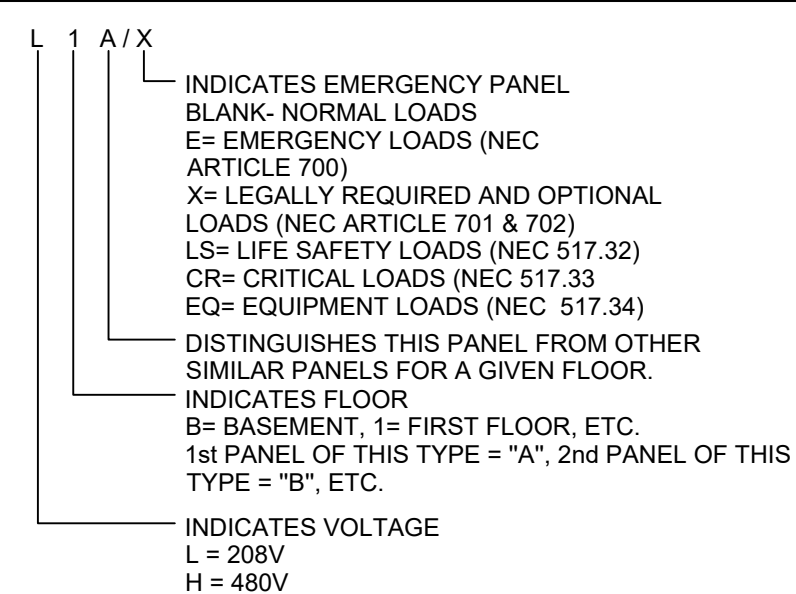 L 1 A / X
INDICATES EMERGENCY PANEL
BLANK- NORMAL LOADS
E= EMERGENCY LOADS (NEC
ARTICLE 700)
X= LEGALLY REQUIRED AND OPTIONAL
LOADS (NEC ARTICLE 701 & 702)
LS= LIFE SAFETY LOADS (NEC 517.32)
CR= CRITICAL LOADS (NEC 517.33
EQ= EQUIPMENT LOADS (NEC  517.34)
DISTINGUISHES THIS PANEL FROM OTHER
SIMILAR PANELS FOR A GIVEN FLOOR.
INDICATES FLOOR
B= BASEMENT, 1= FIRST FLOOR, ETC.
1st PANEL OF THIS TYPE = "A", 2nd PANEL OF THIS
TYPE = "B", ETC.
INDICATES VOLTAGE
L = 208V
H = 480V